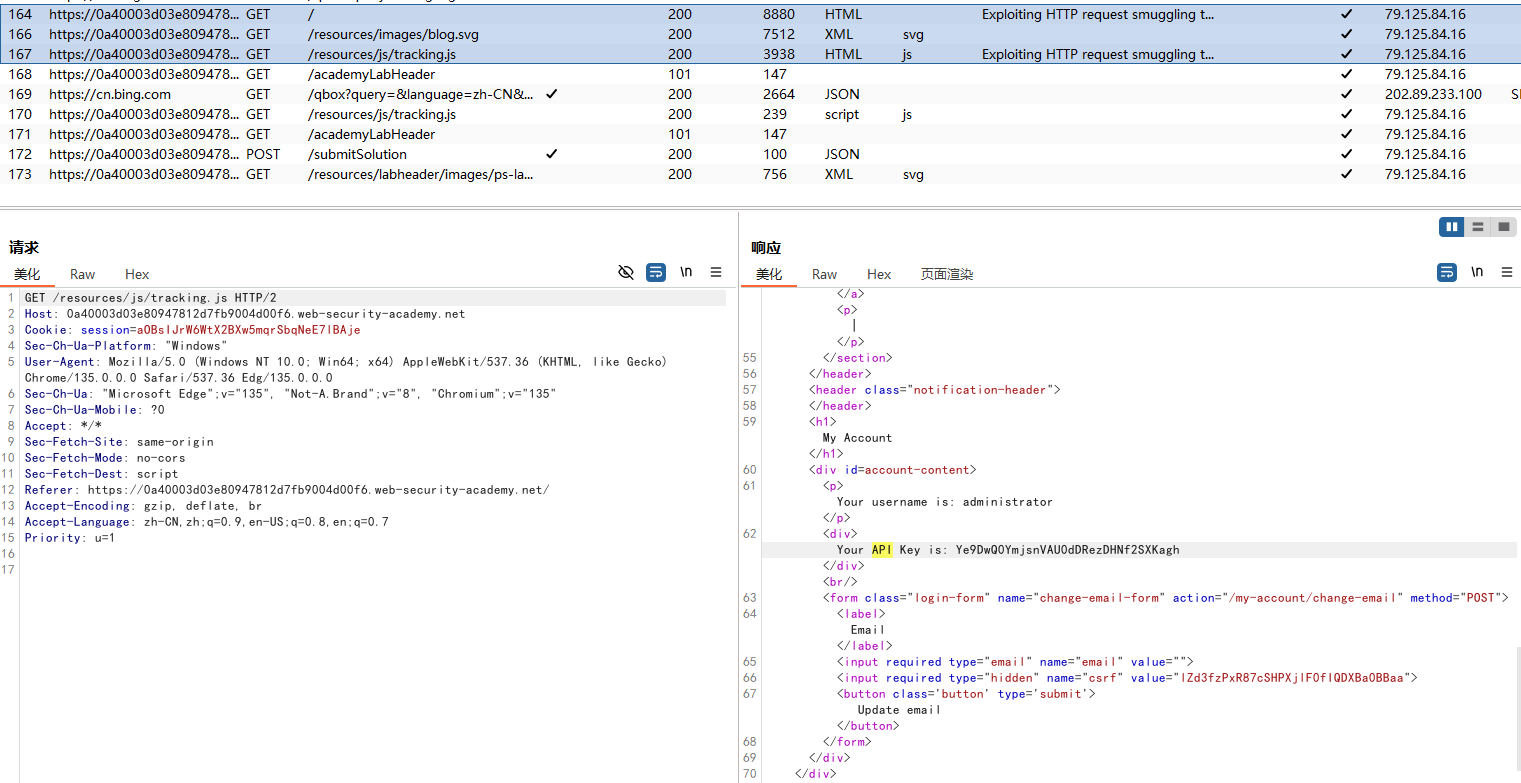 164 https://0a40003d03e809478... GET / 200 8880 HTML Exploiting HTTP request smuggling t... ✓ 79.125.84.16
166 https://0a40003d03e809478... GET /resources/images/blog.svg 200 7512 XML svg ✓ 79.125.84.16
167 https://0a40003d03e809478... GET /resources/js/tracking.js 200 3938 HTML js Exploiting HTTP request smuggling t... ✓ 79.125.84.16
168 https://0a40003d03e809478... GET /academyLabHeader 101 147 ✓ 79.125.84.16
169 https://cn.bing.com GET /qbox?query=&language=zh-CN&... ✓ 200 2664 JSON ✓ 202.89.233.100
170 https://0a40003d03e809478... GET /resources/js/tracking.js 200 239 script js ✓ 79.125.84.16
171 https://0a40003d03e809478... GET /academyLabHeader 101 147 ✓ 79.125.84.16
172 https://0a40003d03e809478... POST /submitSolution ✓ 200 100 JSON ✓ 79.125.84.16
173 https://0a40003d03e809478... GET /resources/labheader/images/ps-la... 200 756 XML svg ✓ 79.125.84.16
请求
美化 Raw Hex \n
1 GET /resources/js/tracking.js HTTP/2
2 Host: 0a40003d03e80947812d7fb9004d00f6.web-security-academy.net
3 Cookie: session=aOBsIJrW6WtX2BXw5mqrSbqNeE7lBAje
4 Sec-Ch-Ua-Platform: "Windows"
5 User-Agent: Mozilla/5.0 (Windows NT 10.0; Win64; x64) AppleWebKit/537.36 (KHTML, like Gecko)
Chrome/135.0.0.0 Safari/537.36 Edg/135.0.0.0
6 Sec-Ch-Ua: "Microsoft Edge";v="135", "Not-A.Brand";v="8", "Chromium";v="135"
7 Sec-Ch-Ua-Mobile: ?0
8 Accept: */*
9 Sec-Fetch-Site: same-origin
10 Sec-Fetch-Mode: no-cors
11 Sec-Fetch-Dest: script
12 Referer: https://0a40003d03e80947812d7fb9004d00f6.web-security-academy.net/
13 Accept-Encoding: gzip, deflate, br
14 Accept-Language: zh-CN,zh;q=0.9,en-US;q=0.8,en;q=0.7
15 Priority: u=1
16
17
响应
美化 Raw Hex 页面渲染 \n
</a>
<p>
|
</p>
55 </section>
56 </header>
57 <header class="notification-header">
58 </header>
59 <h1>
My Account
</h1>
60 <div id=account-content>
61 <p>
Your username is: administrator
</p>
62 <div>
Your API Key is: Ye9DwQ0YmjsnVAU0dDRezDHNf2SXKagh
</div>
<br/>
63 <form class="login-form" name="change-email-form" action="/my-account/change-email" method="POST">
64 <label>
Email
</label>
65 <input required type="email" name="email" value="">
66 <input required type="hidden" name="csrf" value="lZd3fzPxR87cSHPXjlF0flQDXBaOBBaa">
67 <button class='button' type='submit'>
Update email
</button>
68 </form>
69 </div>
70 </div>